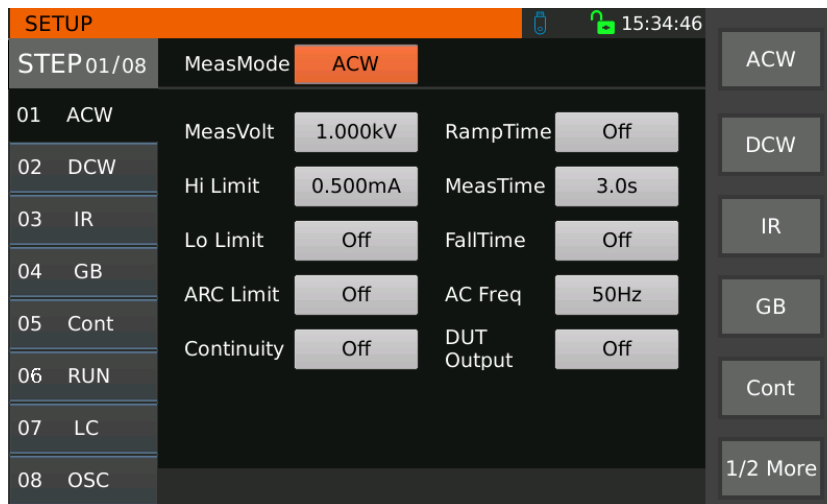 SETUP
15:34:46
STEP 01/08
MeasMode
ACW
01 ACW
02 DCW
03 IR
04 GB
05 Cont
06 RUN
07 LC
08 OSC
MeasVolt
1.000kV
RampTime
Off
Hi Limit
0.500mA
MeasTime
3.0s
Lo Limit
Off
FallTime
Off
ARC Limit
Off
AC Freq
50Hz
Continuity
Off
DUT
Output
Off
ACW
DCW
IR
GB
Cont
1/2 More